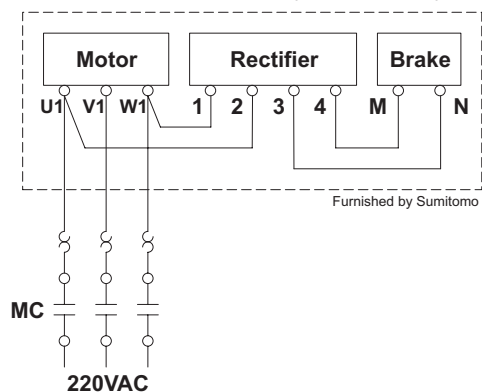 Motor Rectifier Brake
U1 V1 W1 1 2 3 4 M N
Furnished by Sumitomo
MC
220VAC